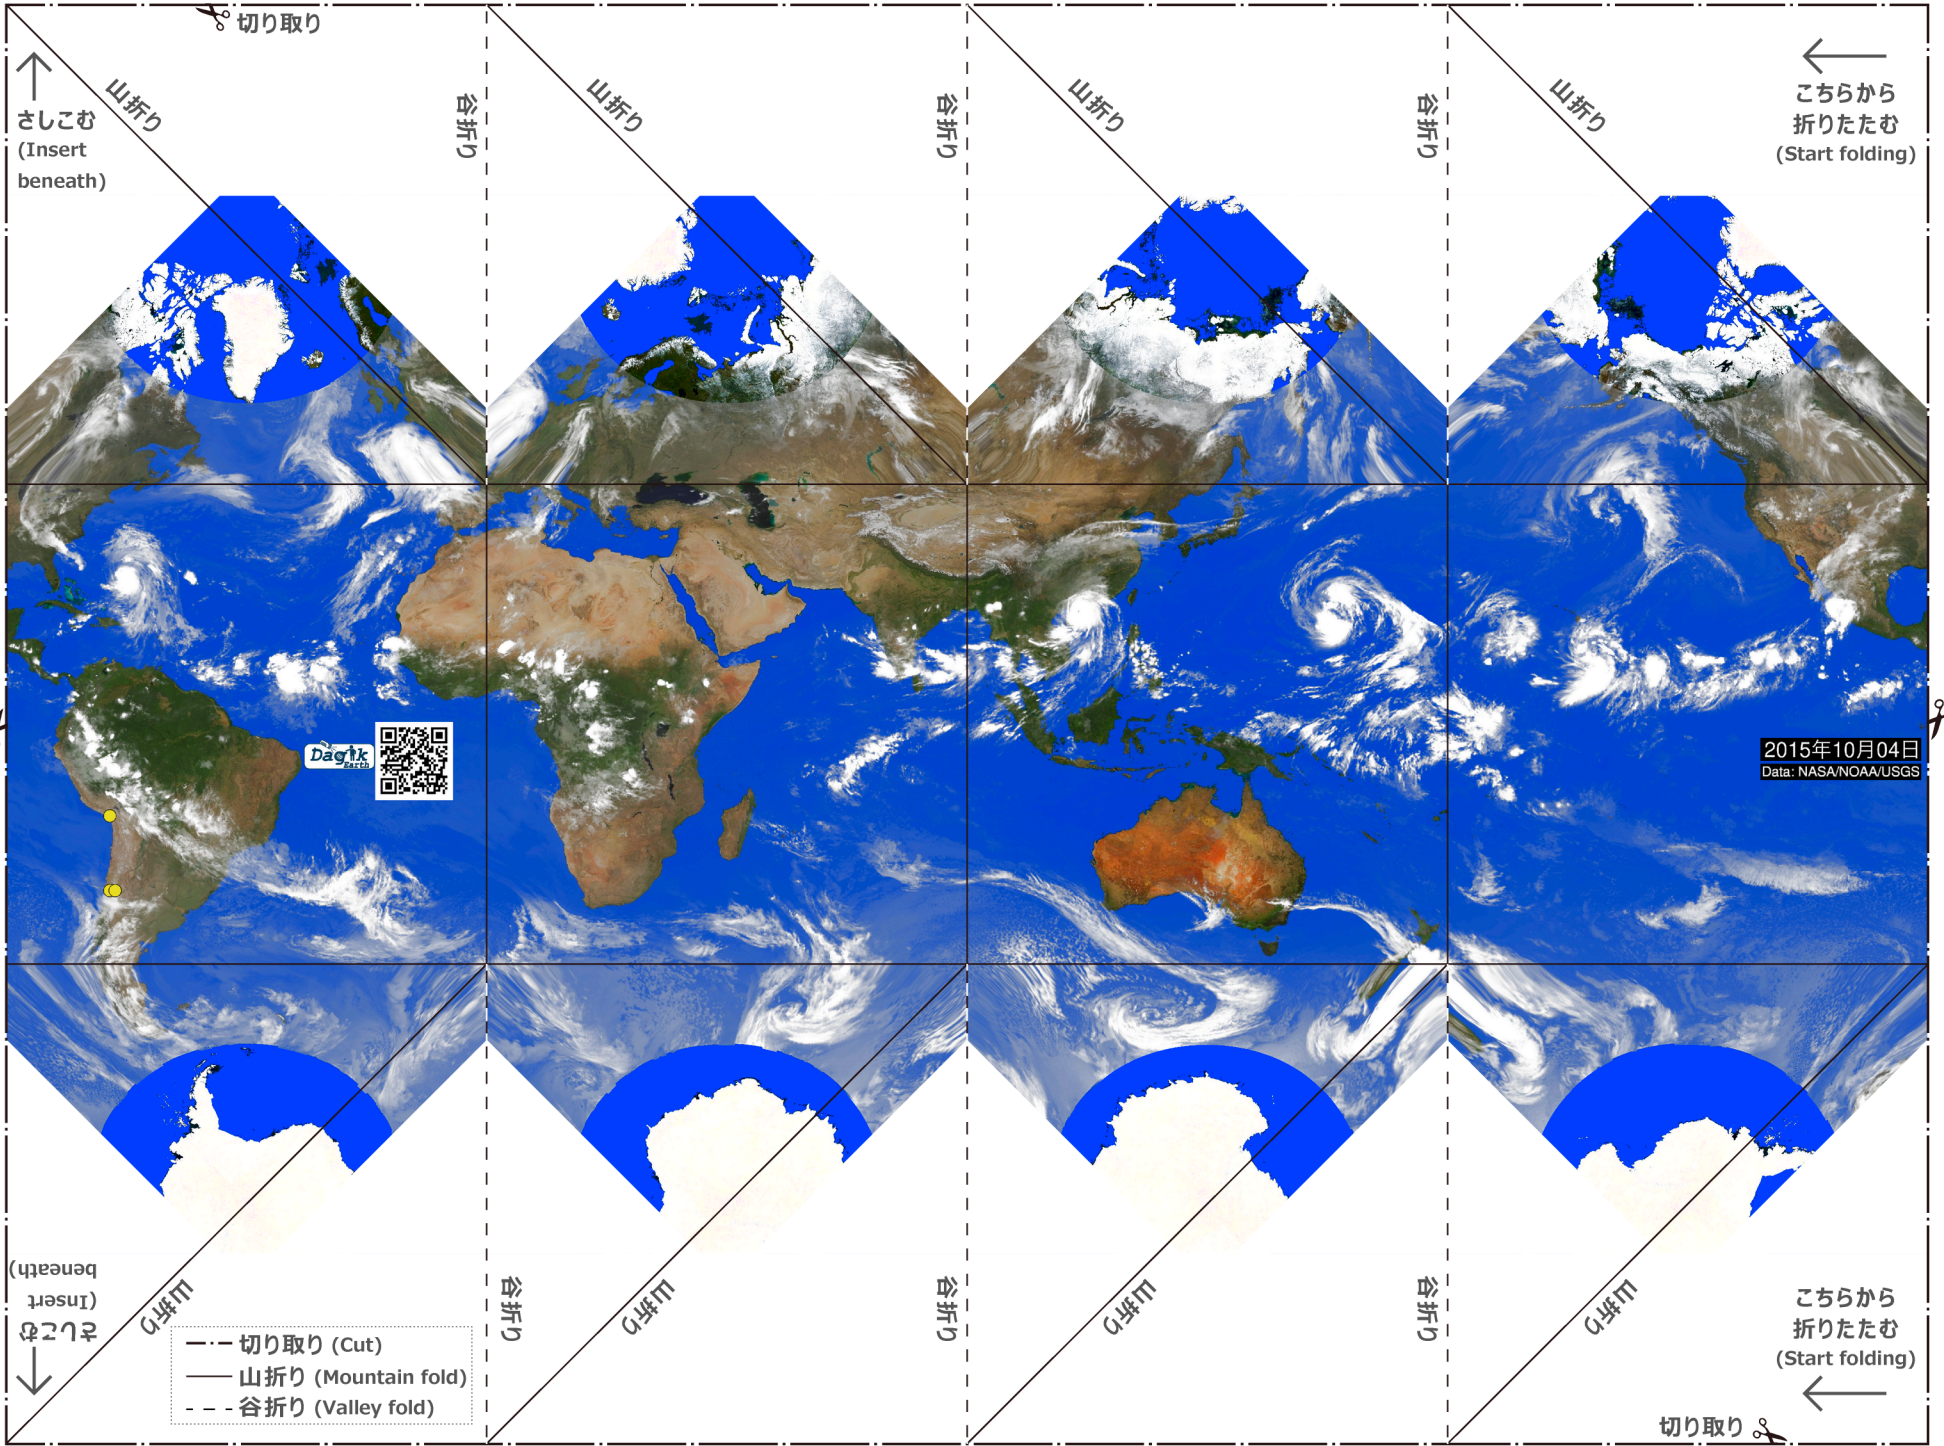 切り取り
さしこむ
(Insert
beneath)
山折り
谷折り
山折り
谷折り
山折り
谷折り
山折り
こちらから
折りたたむ
(Start folding)
Dagik
Earth
2015年10月04日
Data: NASA/NOAA/USGS
さしこむ
(Insert
beneath)
山折り
谷折り
山折り
谷折り
山折り
谷折り
山折り
こちらから
折りたたむ
(Start folding)
切り取り (Cut)
山折り (Mountain fold)
谷折り (Valley fold)
切り取り